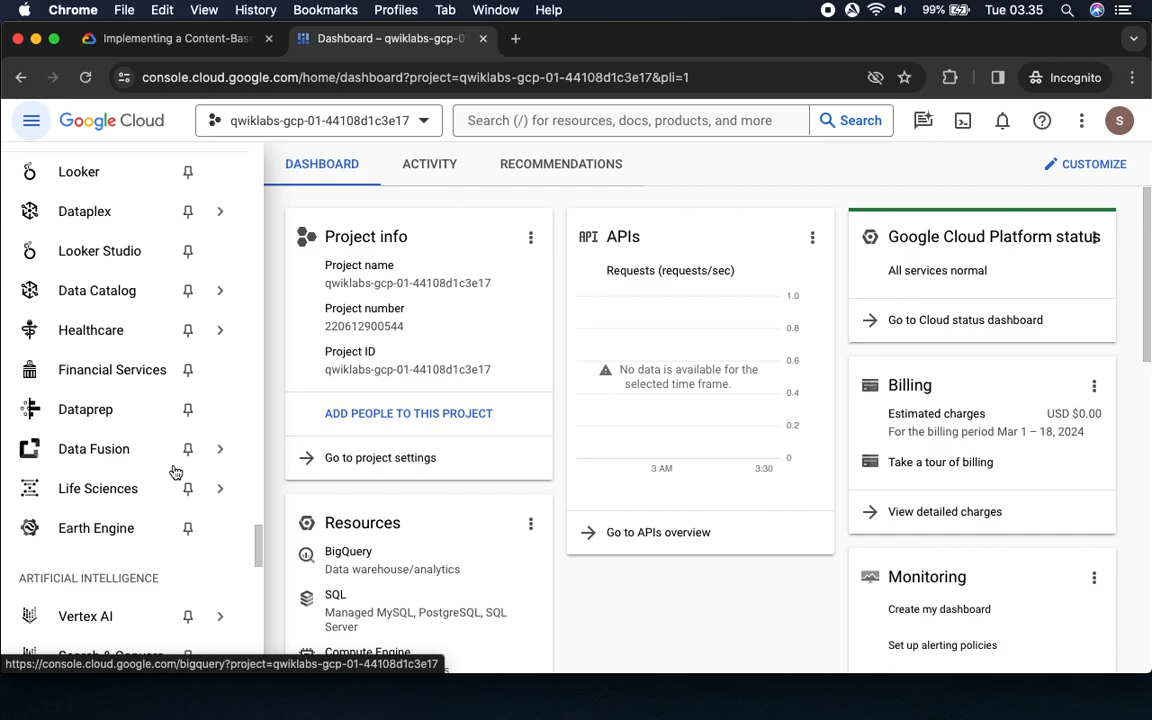 Chrome File Edit View History Bookmarks Profiles Tab Window Help 99% Tue 03.35
Implementing a Content-Bas
Dashboard – qwiklabs-gcp-0
console.cloud.google.com/home/dashboard?project=qwiklabs-gcp-01-44108d1c3e17&pli=1
Incognito
Google Cloud
qwiklabs-gcp-01-44108d1c3e17
Search (/) for resources, docs, products, and more
Search
S
Looker
Dataplex
Looker Studio
Data Catalog
Healthcare
Financial Services
Dataprep
Data Fusion
Life Sciences
Earth Engine
ARTIFICIAL INTELLIGENCE
Vertex AI
https://console.cloud.google.com/bigquery?project=qwiklabs-gcp-01-44108d1c3e17
DASHBOARD ACTIVITY RECOMMENDATIONS
CUSTOMIZE
Project info
Project name
qwiklabs-gcp-01-44108d1c3e17
Project number
220612900544
Project ID
qwiklabs-gcp-01-44108d1c3e17
ADD PEOPLE TO THIS PROJECT
Go to project settings
Resources
BigQuery
Data warehouse/analytics
SQL
Managed MySQL, PostgreSQL, SQL
Server
Compute Engine
API APIs
Requests (requests/sec)
1.0
0.8
0.6
0.4
0.2
0
No data is available for the
selected time frame.
3 AM 3:30
Go to APIs overview
Google Cloud Platform status
All services normal
Go to Cloud status dashboard
Billing
Estimated charges USD $0.00
For the billing period Mar 1 – 18, 2024
Take a tour of billing
View detailed charges
Monitoring
Create my dashboard
Set up alerting policies